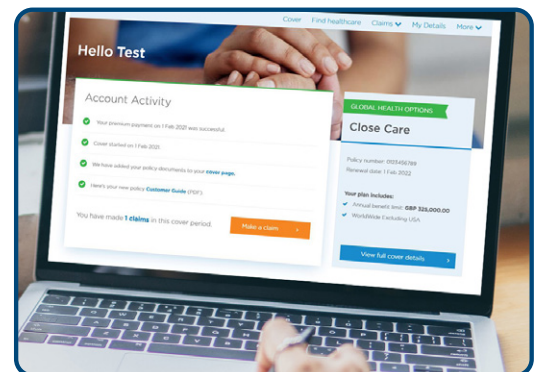 Cover Find healthcare Claims My Details More
Hello Test
Account Activity
Your premium payment on 1 Feb 2021 was successful.
Cover started on 1 Feb 2021.
We have added your policy documents to your cover page.
Here's your new policy Customer Guide (PDF)
You have made 1 claims in this cover period.
Make a claim
GLOBAL HEALTH OPTIONS
Close Care
Policy number: 0123456789
Renewal date: 1 Feb 2022
Your plan includes:
Annual benefit limit: GBP 325,000.00
WorldWide Excluding USA
View full cover details